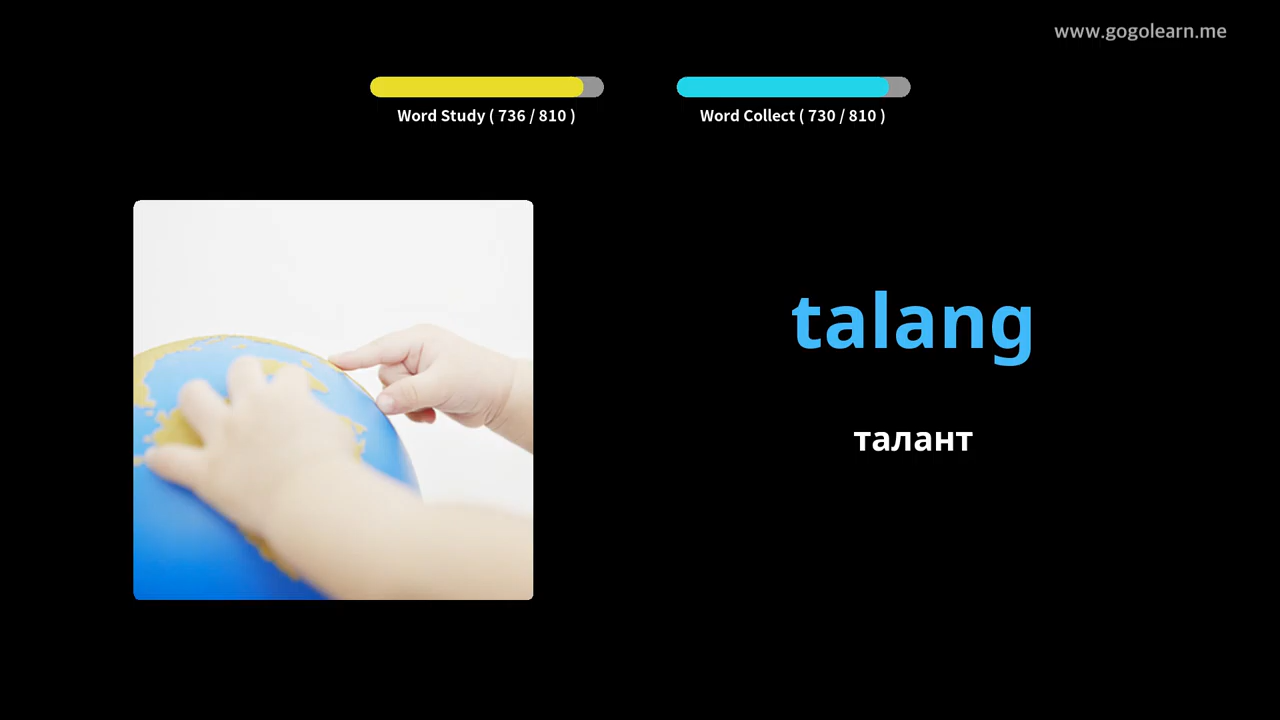 www.gogolearn.me
Word Study ( 736 / 810 )
Word Collect ( 730 / 810 )
talang
талант